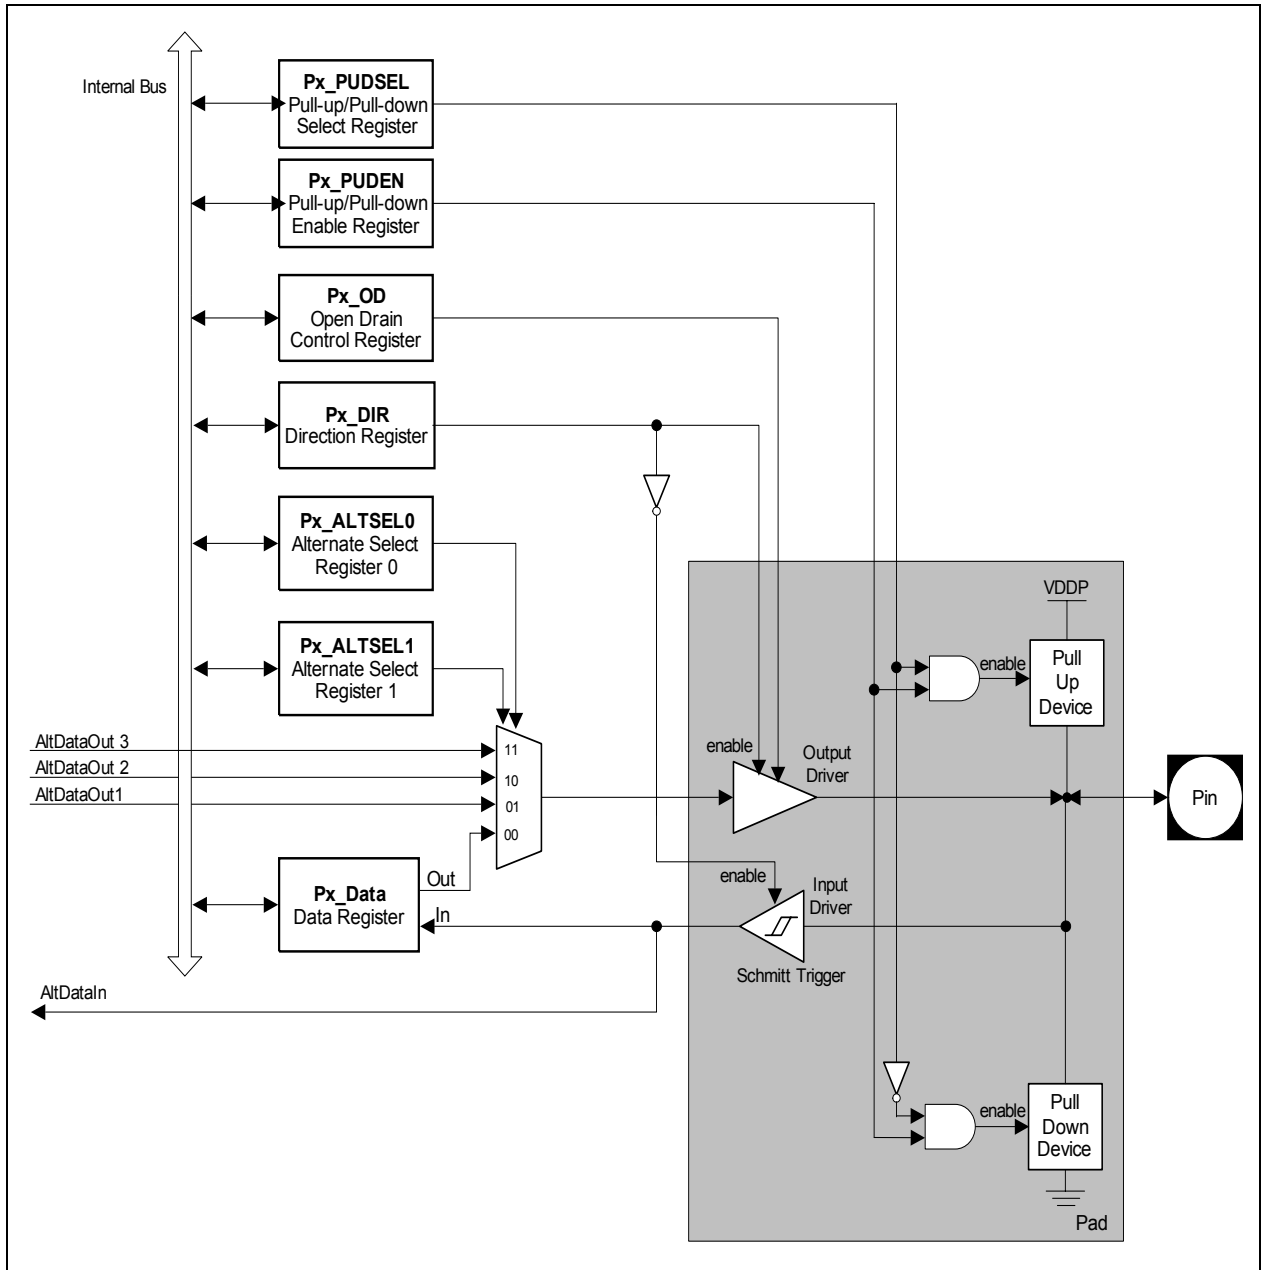 Internal Bus
Px_PUDSEL
Pull-up/Pull-down
Select Register
Px_PUDEN
Pull-up/Pull-down
Enable Register
Px_OD
Open Drain
Control Register
Px_DIR
Direction Register
Px_ALTSEL0
Alternate Select
Register 0
Px_ALTSEL1
Alternate Select
Register 1
AltDataOut 3
AltDataOut 2
AltDataOut1
11
10
01
00
Px_Data
Data Register
Out
In
AltDataIn
enable
Output
Driver
enable
Input
Driver
Schmitt Trigger
VDDP
enable
Pull
Up
Device
Pin
enable
Pull
Down
Device
Pad